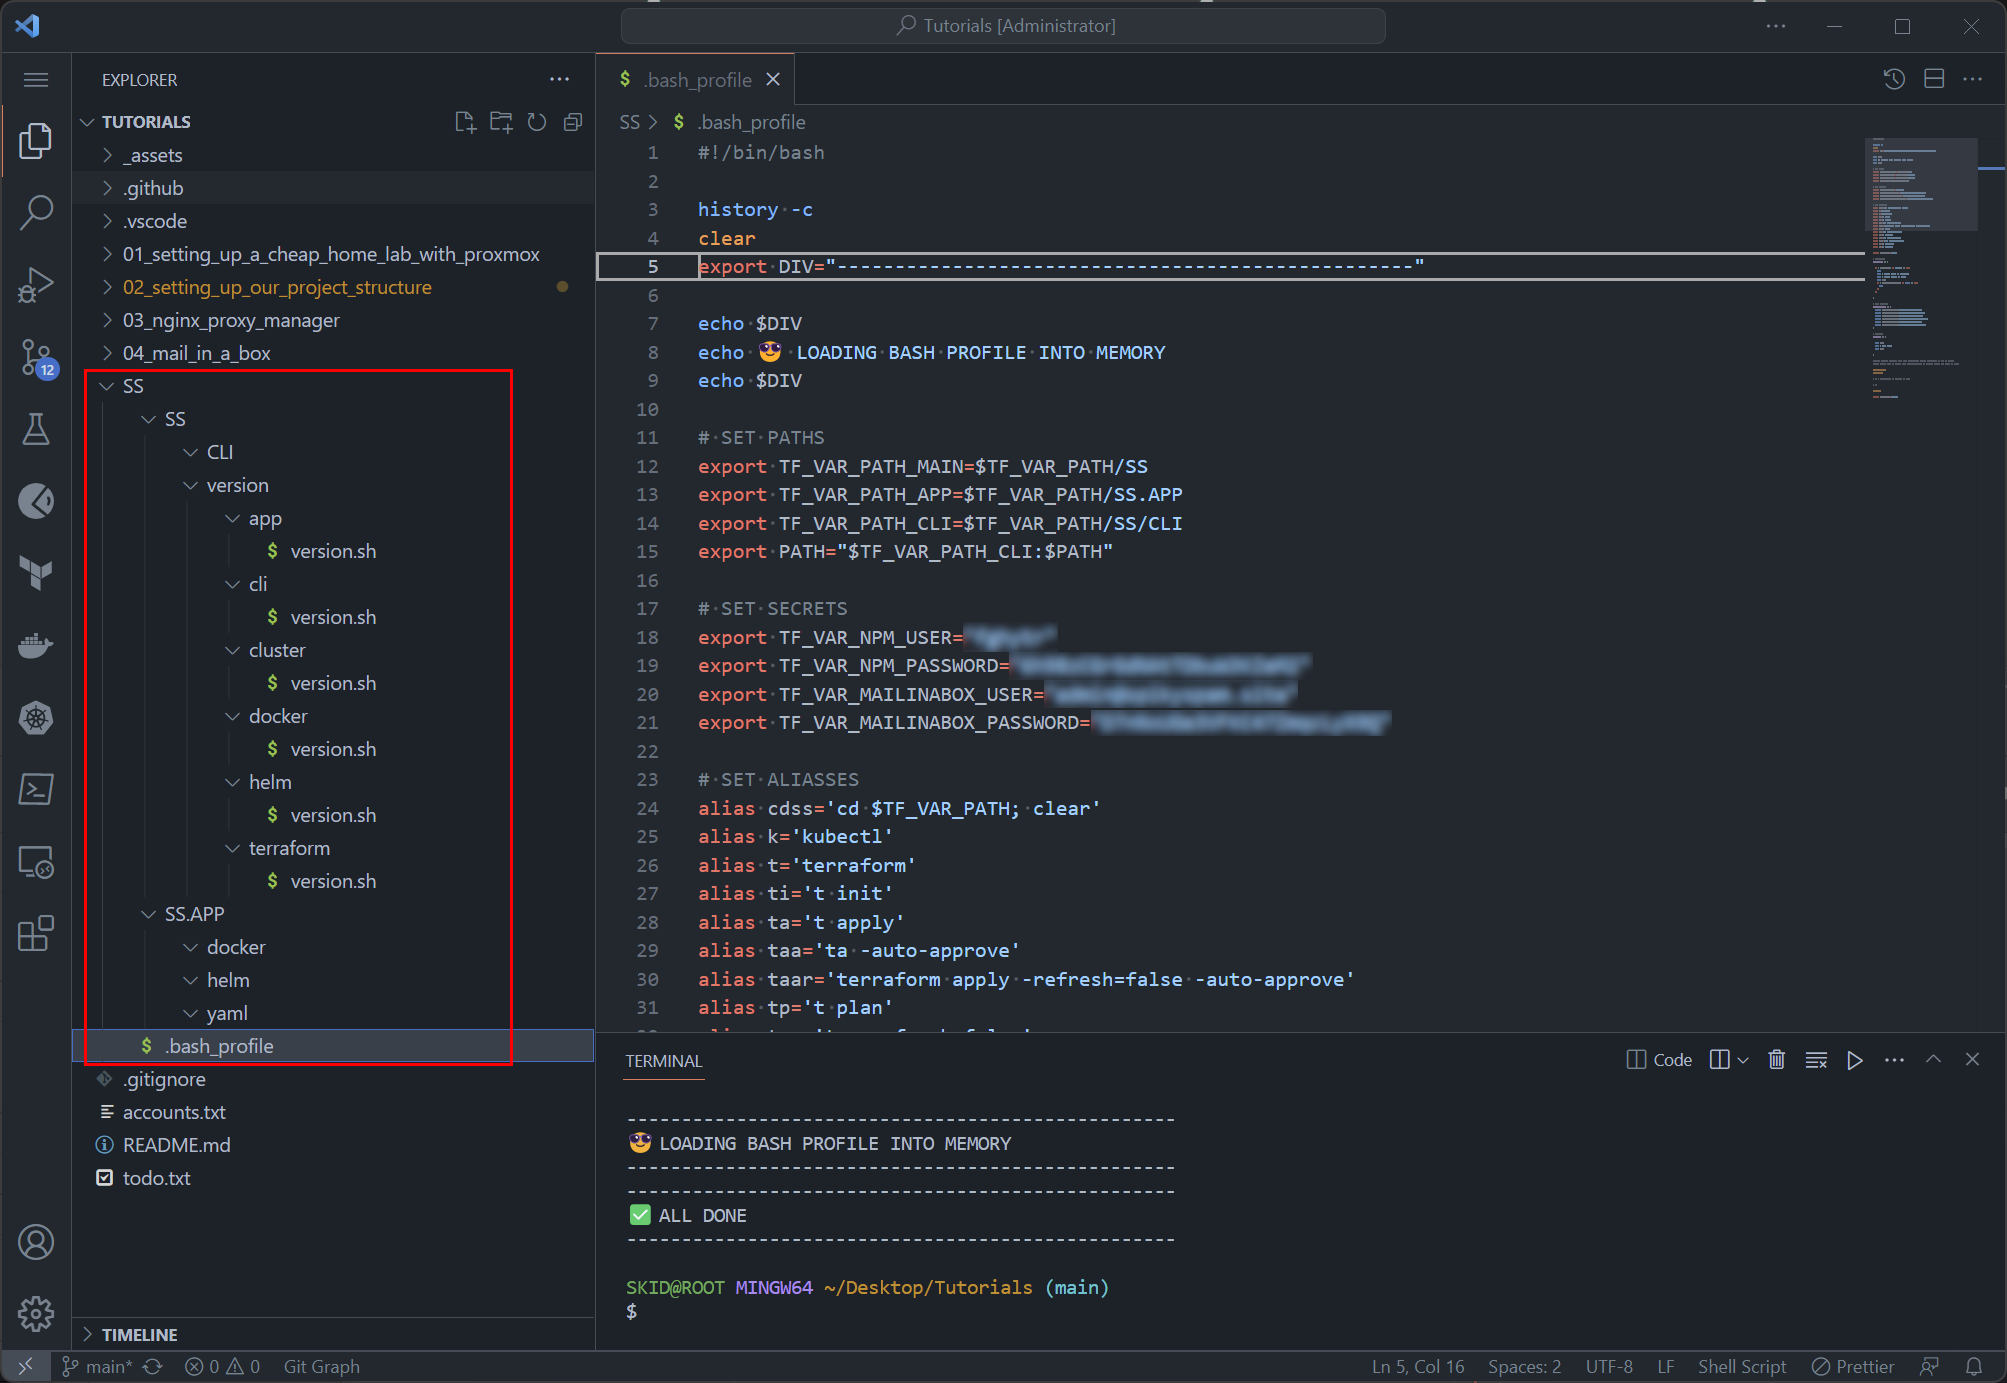 Tutorials [Administrator]
EXPLORER
TUTORIALS
_assets
.github
.vscode
01_setting_up_a_cheap_home_lab_with_proxmox
02_setting_up_our_project_structure
03_nginx_proxy_manager
04_mail_in_a_box
SS
SS
CLI
version
app
$ version.sh
cli
$ version.sh
cluster
$ version.sh
docker
$ version.sh
helm
$ version.sh
terraform
$ version.sh
SS.APP
docker
helm
yaml
$ .bash_profile
.gitignore
accounts.txt
README.md
todo.txt
TIMELINE
12
$ .bash_profile
SS > $ .bash_profile
1 #!/bin/bash
2
3 history -c
4 clear
5 export DIV="--------------------------------------------------"
6
7 echo $DIV
8 echo 😎 LOADING BASH PROFILE INTO MEMORY
9 echo $DIV
10
11 # SET PATHS
12 export TF_VAR_PATH_MAIN=$TF_VAR_PATH/SS
13 export TF_VAR_PATH_APP=$TF_VAR_PATH/SS.APP
14 export TF_VAR_PATH_CLI=$TF_VAR_PATH/SS/CLI
15 export PATH="$TF_VAR_PATH_CLI:$PATH"
16
17 # SET SECRETS
18 export TF_VAR_NPM_USER=
19 export TF_VAR_NPM_PASSWORD=
20 export TF_VAR_MAILINABOX_USER=
21 export TF_VAR_MAILINABOX_PASSWORD=
22
23 # SET ALIASSES
24 alias cdss='cd $TF_VAR_PATH; clear'
25 alias k='kubectl'
26 alias t='terraform'
27 alias ti='t init'
28 alias ta='t apply'
29 alias taa='ta -auto-approve'
30 alias taar='terraform apply -refresh=false -auto-approve'
31 alias tp='t plan'
TERMINAL
Code
--------------------------------------------------
😎 LOADING BASH PROFILE INTO MEMORY
--------------------------------------------------
--------------------------------------------------
✅ ALL DONE
--------------------------------------------------
SKID@ROOT MINGW64 ~/Desktop/Tutorials (main)
$
main* 0 0 Git Graph
Ln 5, Col 16 Spaces: 2 UTF-8 LF Shell Script Prettier